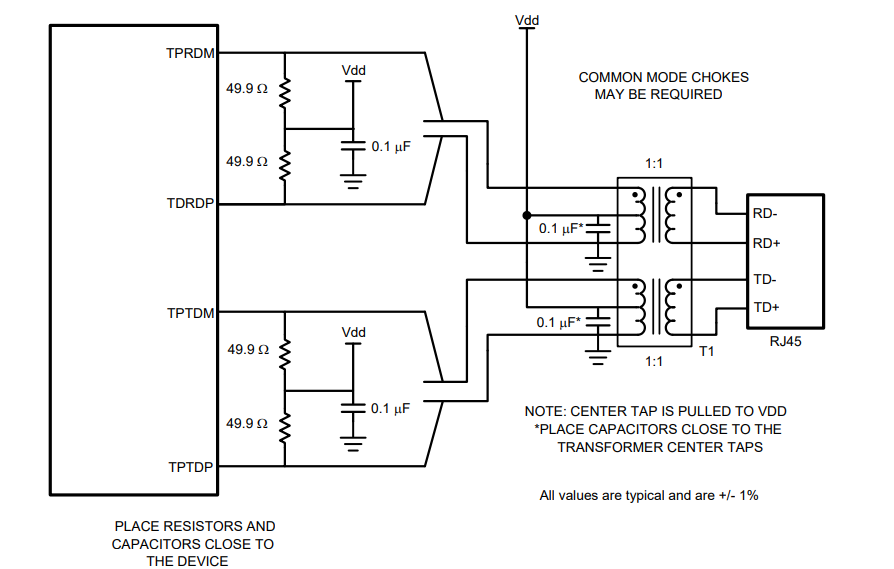 Vdd
COMMON MODE CHOKES
MAY BE REQUIRED
TPRDM
49.9 Ω
Vdd
0.1 µF
49.9 Ω
TDRDP
1:1
RD-
0.1 µF*
RD+
TD-
TD+
0.1 µF*
RJ45
T1
1:1
TPTDM
49.9 Ω
Vdd
0.1 µF
49.9 Ω
TPTDP
NOTE: CENTER TAP IS PULLED TO VDD
*PLACE CAPACITORS CLOSE TO THE
TRANSFORMER CENTER TAPS
All values are typical and are +/- 1%
PLACE RESISTORS AND
CAPACITORS CLOSE TO
THE DEVICE